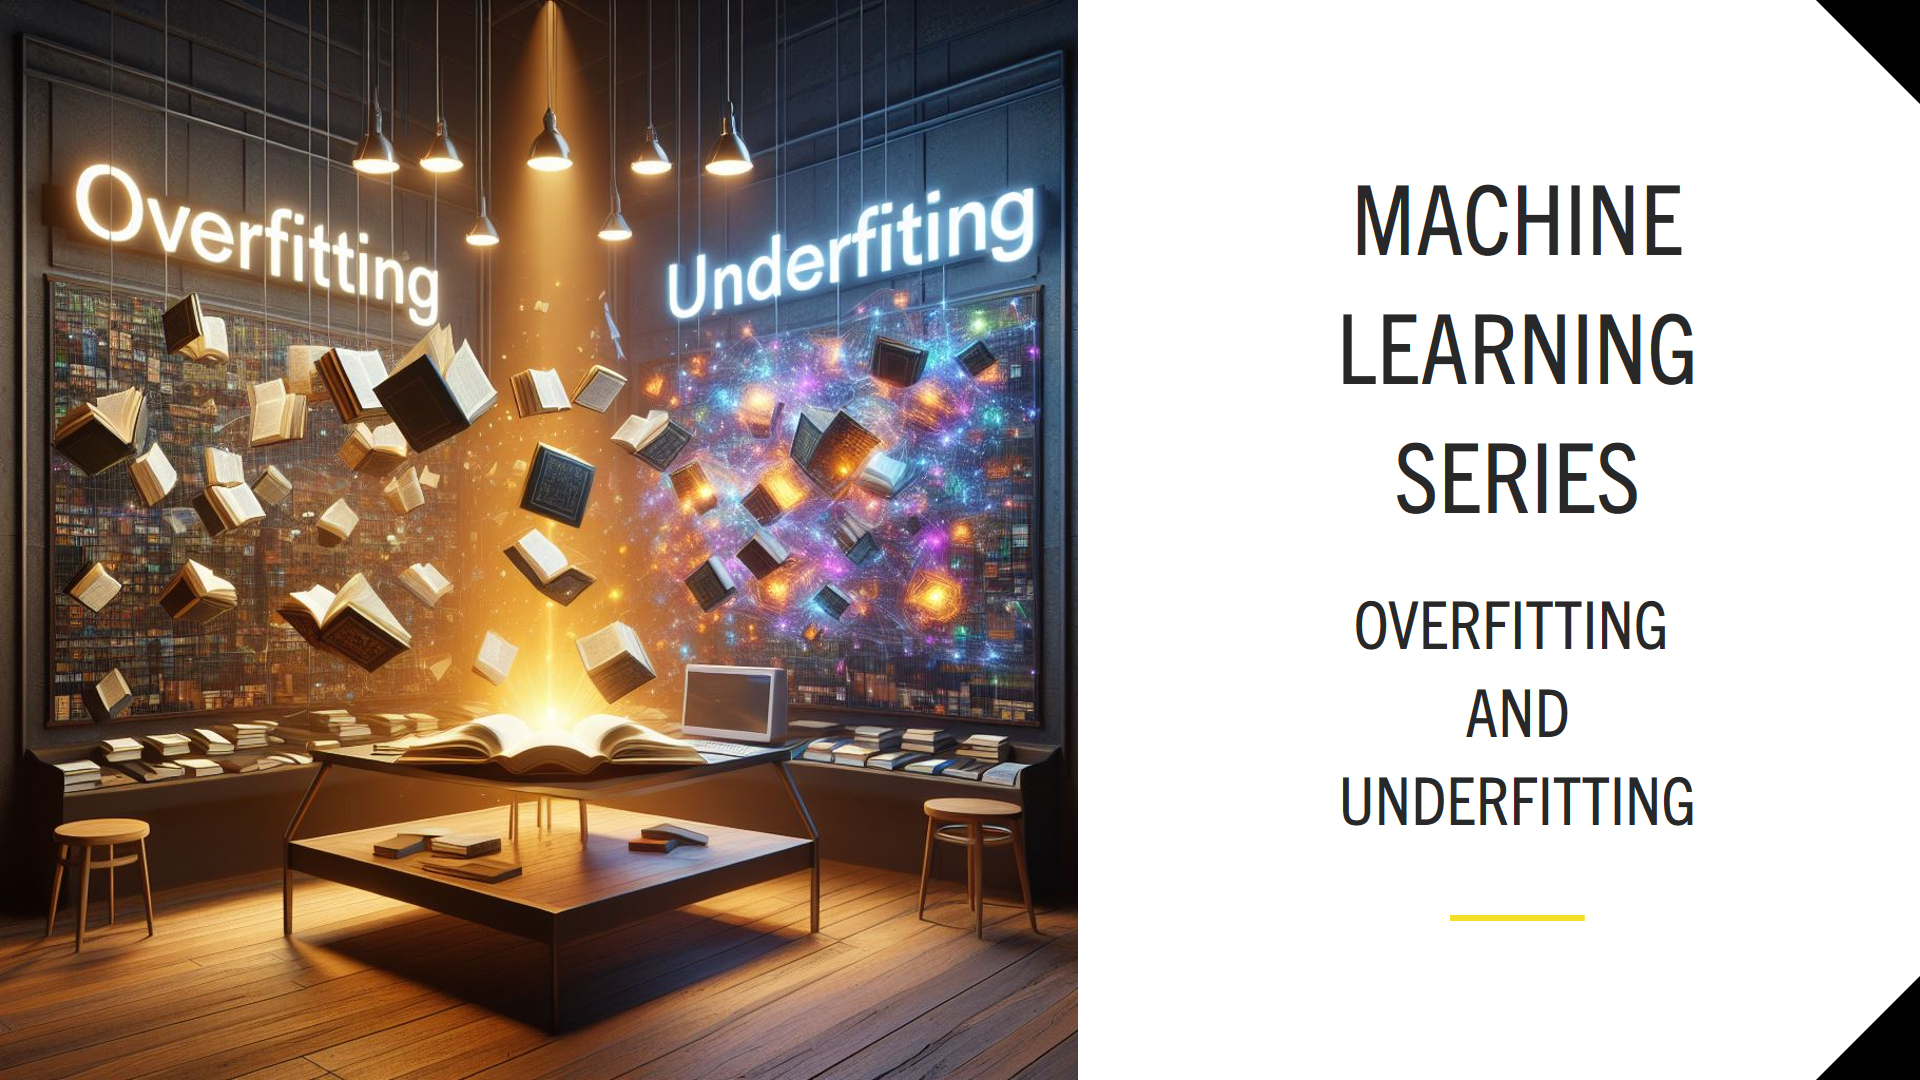 Overfitting
Underfiting
MACHINE
LEARNING
SERIES
OVERFITTING
AND
UNDERFITTING